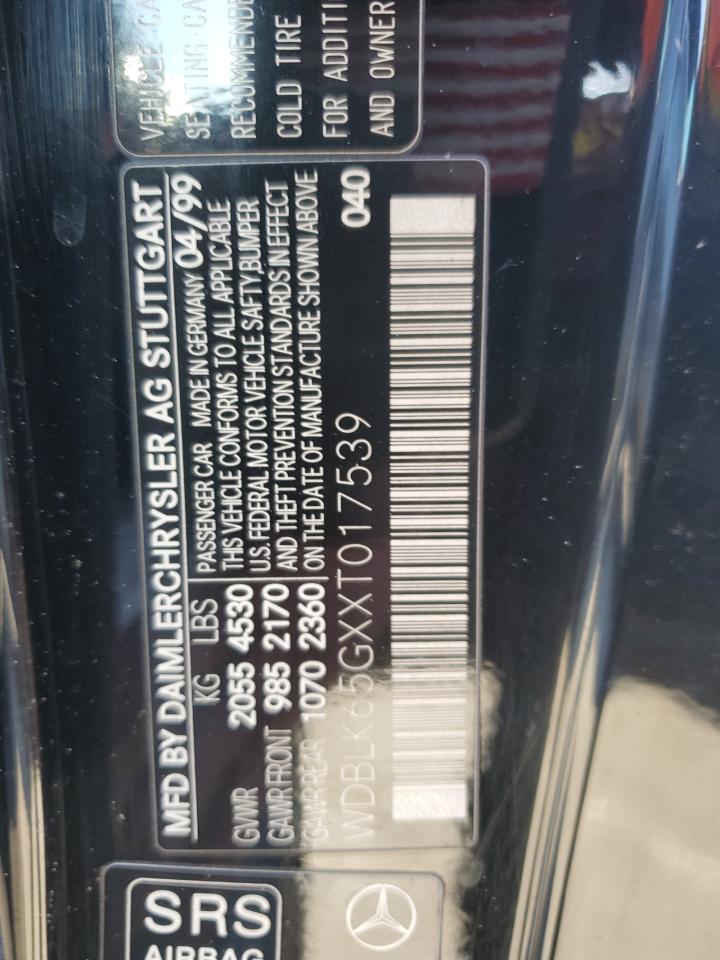 VEHICLE
SEATING
RECOMMENDE
COLD TIRE
FOR
AND OWNER
MFD BY DAIMLERCHRYSLER AG STUTTGART
KG LBS PASSENGER CAR MADE IN GERMANY 04/99
THIS VEHICLE CONFORMS TO ALL APPLICABLE
GVWR 2055 4530 U.S. FEDERAL MOTOR VEHICLE SAFTY,BUMPER
GAWR FRONT 985 2170 AND THEFT PREVENTION STANDARDS IN EFFECT
GAWR REAR 1070 2360 ON THE DATE OF MANUFACTURE SHOWN ABOVE
WDBLK65GXXT017539 040
SRS
AIRBAG